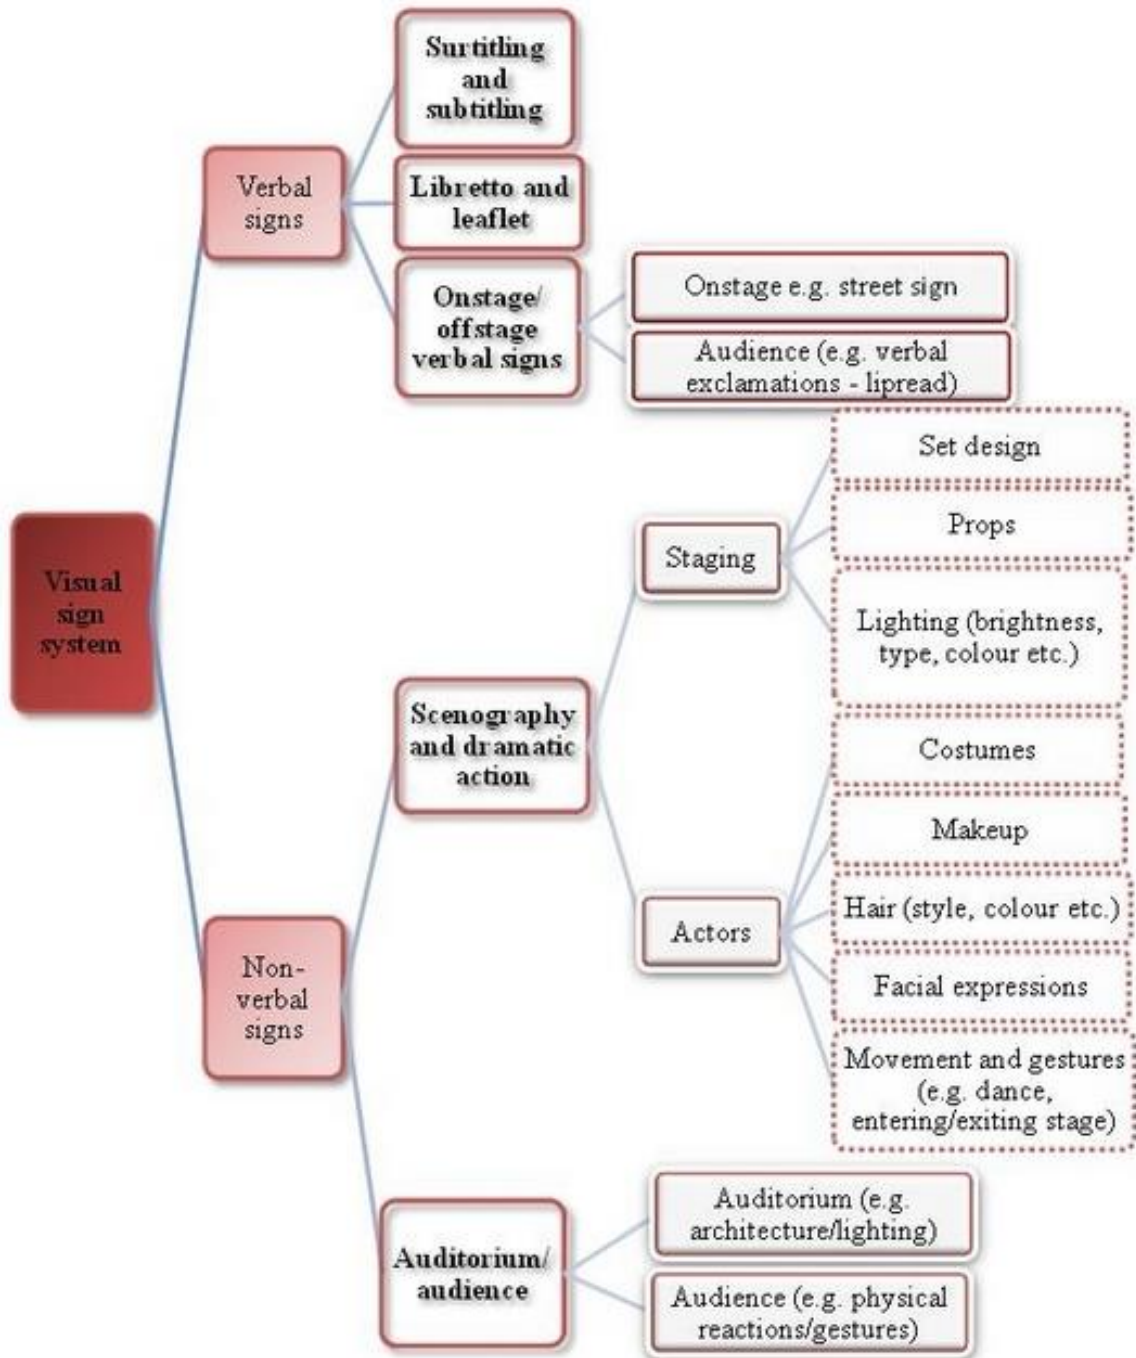 Surtitling
and
subtitling
Verbal
signs
Libretto and
leaflet
Onstage/
offstage
verbal signs
Onstage e.g. street sign
Audience (e.g. verbal
exclamations - lipread)
Visual
sign
system
Set design
Props
Staging
Lighting (brightness,
type, colour etc.)
Scenography
and dramatic
action
Costumes
Makeup
Hair (style, colour etc.)
Actors
Facial expressions
Movement and gestures
(e.g. dance,
entering/exiting stage)
Non-
verbal
signs
Auditorium/
audience
Auditorium (e.g.
architecture/lighting)
Audience (e.g. physical
reactions/gestures)